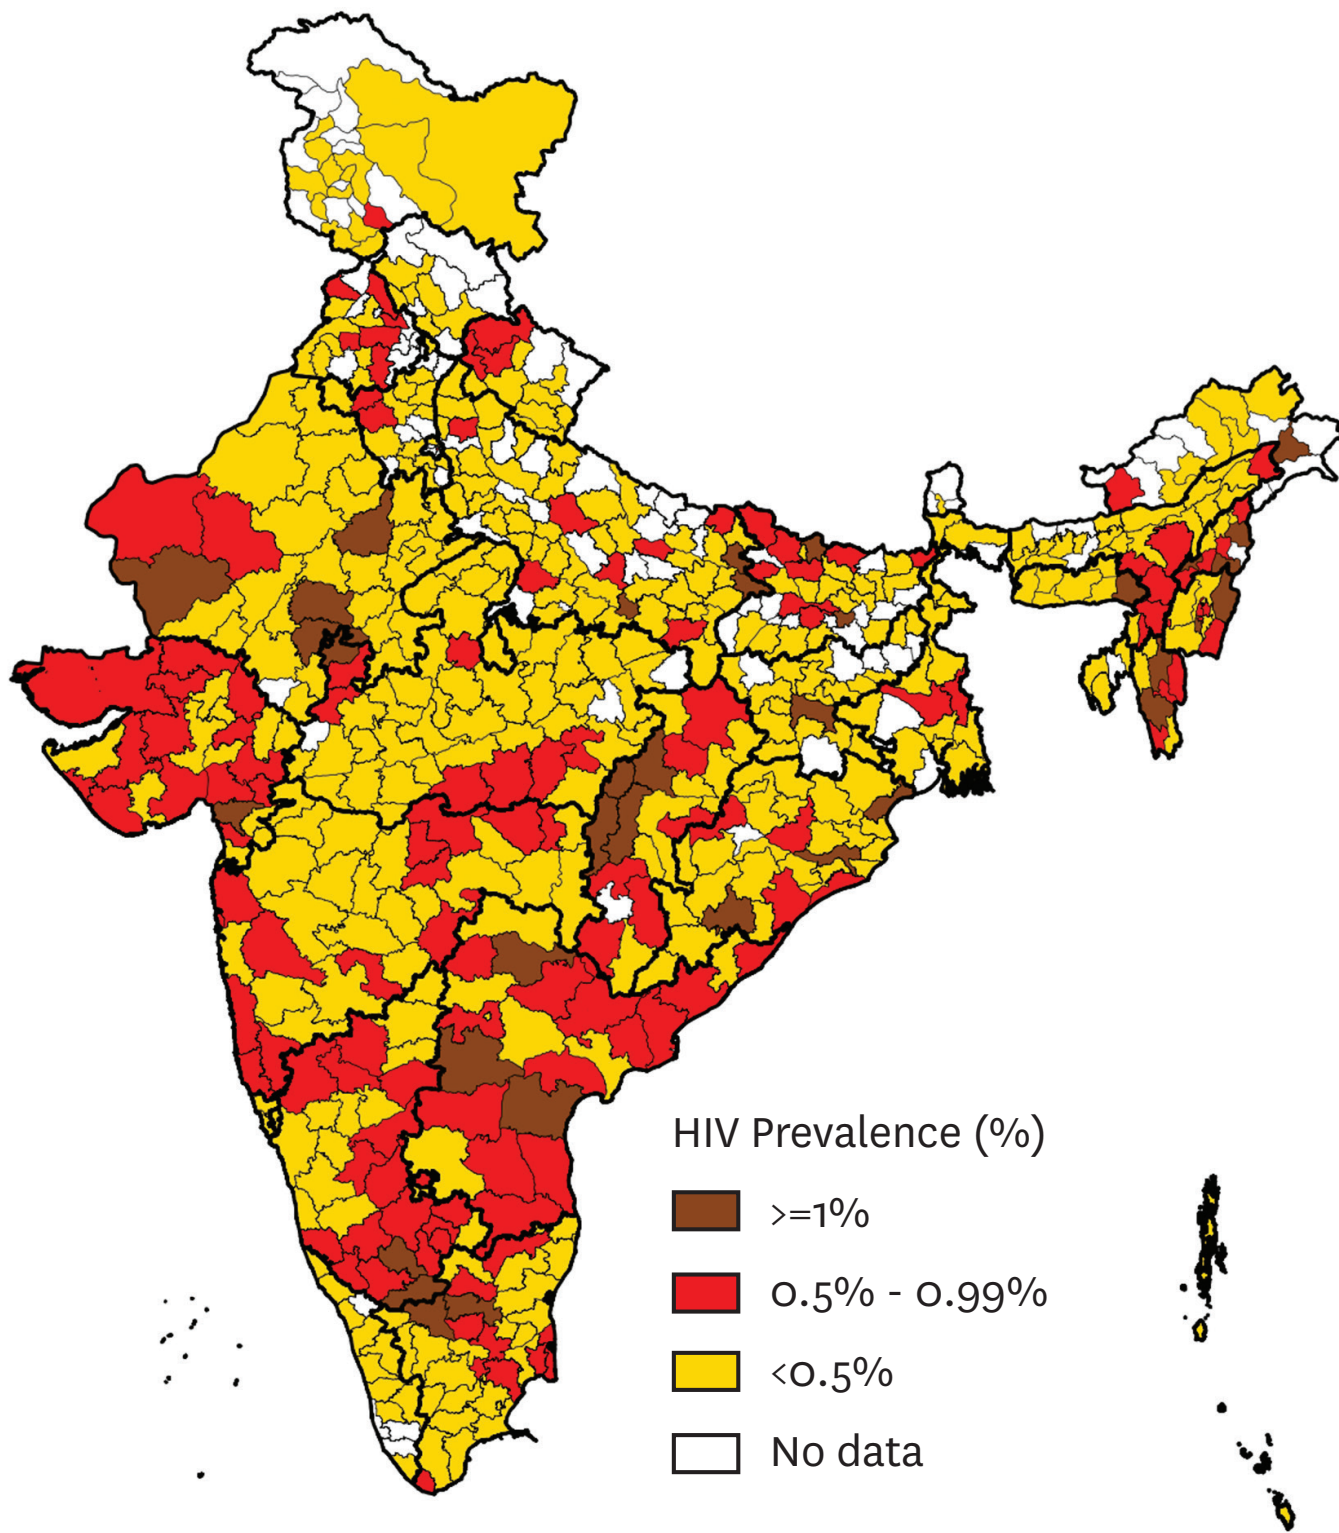 HIV Prevalence (%)
>=1%
0.5% - 0.99%
<0.5%
No data